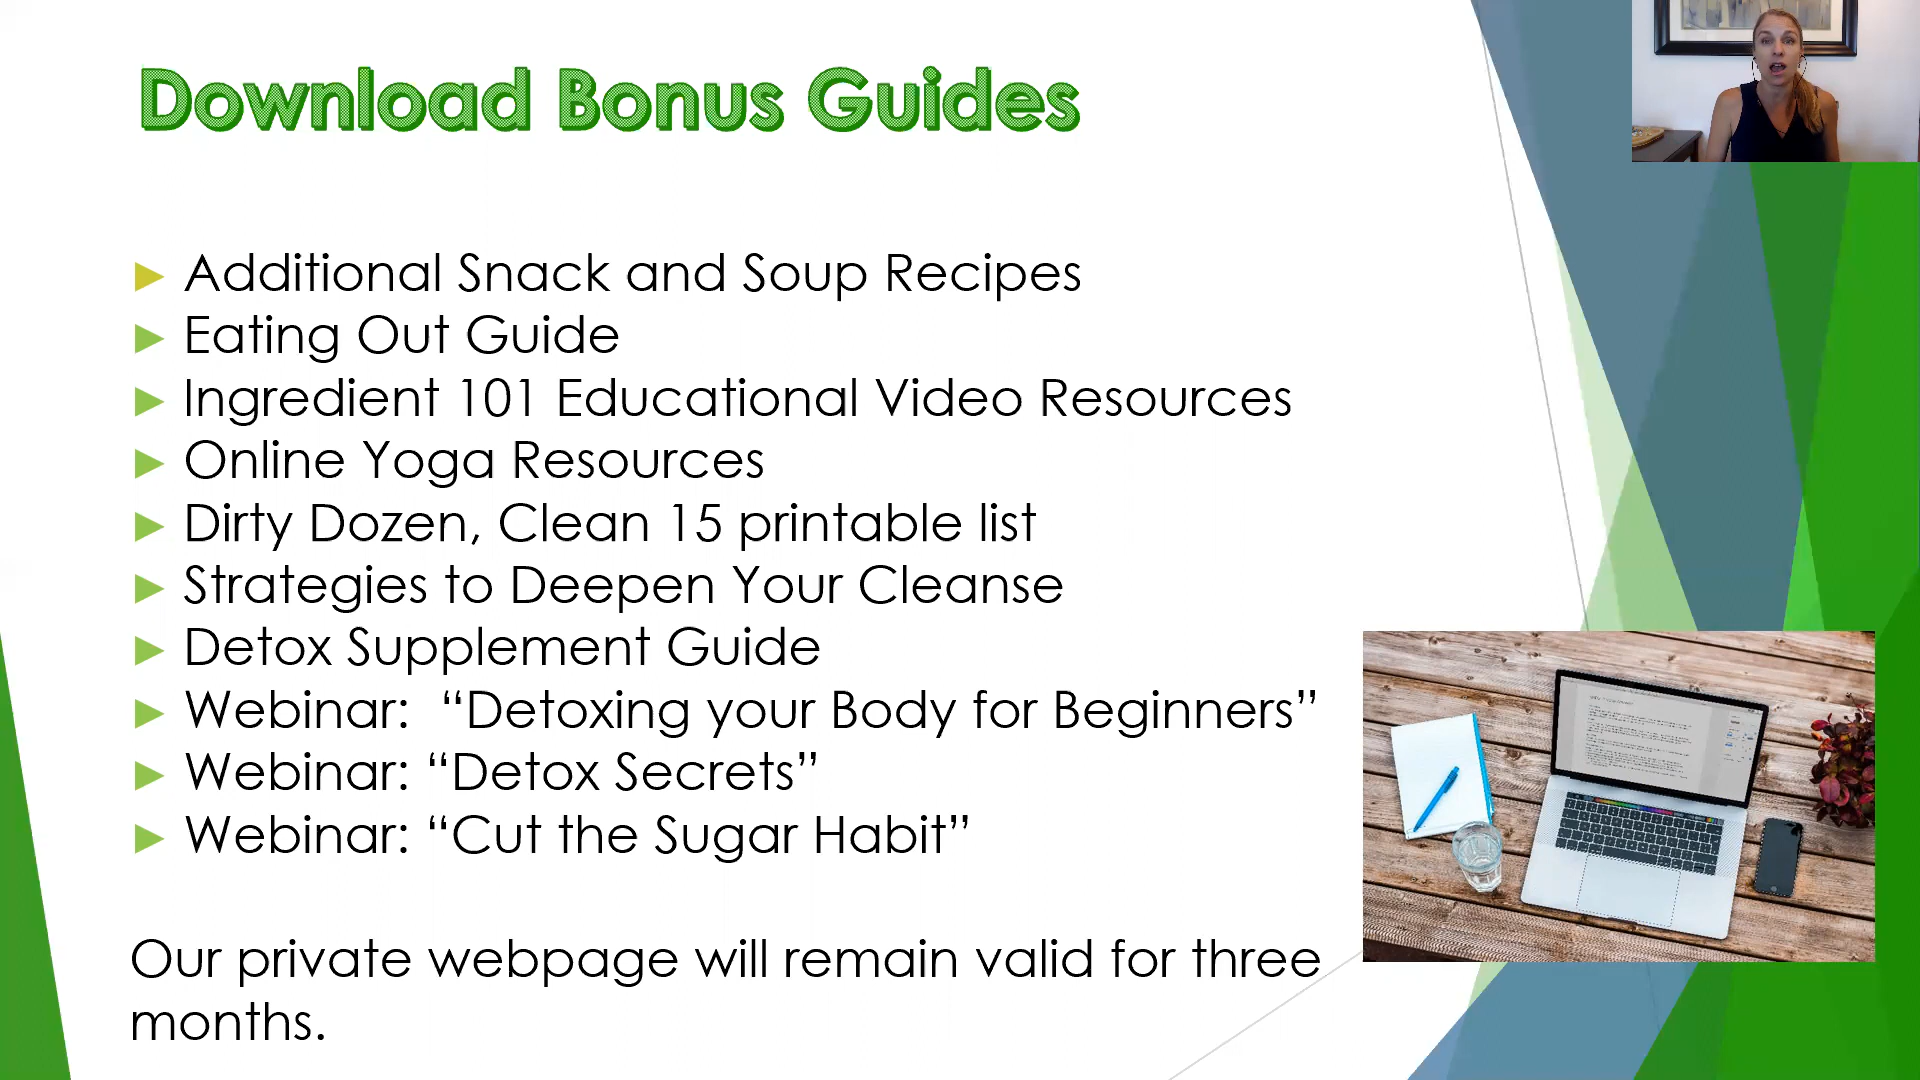 Download Bonus Guides
Additional Snack and Soup Recipes
Eating Out Guide
Ingredient 101 Educational Video Resources
Online Yoga Resources
Dirty Dozen, Clean 15 printable list
Strategies to Deepen Your Cleanse
Detox Supplement Guide
Webinar:  “Detoxing your Body for Beginners”
Webinar: “Detox Secrets”
Webinar: “Cut the Sugar Habit”
Our private webpage will remain valid for three
months.